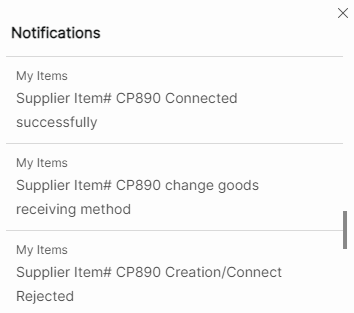 Notifications
My Items
Supplier Item# CP890 Connected
successfully
My Items
Supplier Item# CP890 change goods
receiving method
My Items
Supplier Item# CP890 Creation/Connect
Rejected